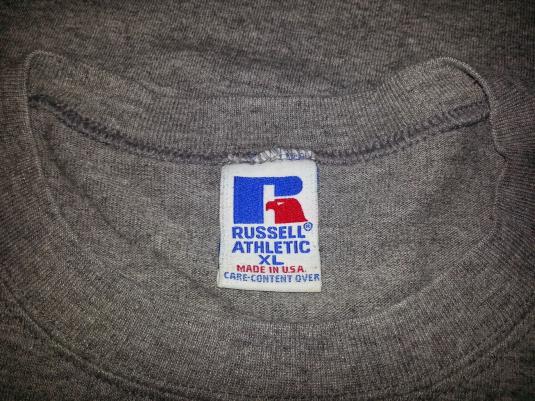 R
RUSSELL®
ATHLETIC
XL
MADE IN U.S.A.
CARE-CONTENT OVER